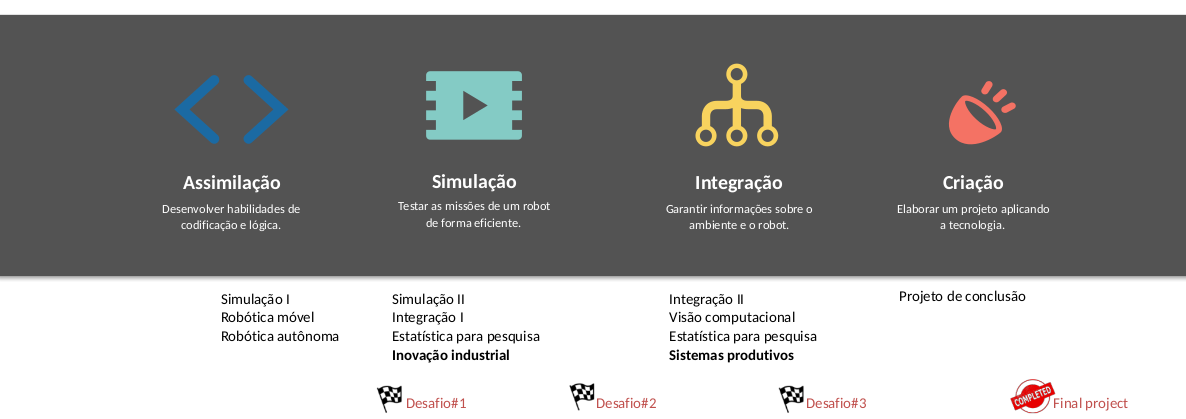 Assimilação
Desenvolver habilidades de
codificação e lógica.
Simulação
Testar as missões de um robot
de forma eficiente.
Integração
Garantir informações sobre o
ambiente e o robot.
Criação
Elaborar um projeto aplicando
a tecnologia.
Simulação I
Robótica móvel
Robótica autônoma
Simulação II
Integração I
Estatística para pesquisa
Inovação industrial
Integração II
Visão computacional
Estatística para pesquisa
Sistemas produtivos
Projeto de conclusão
Desafio#1
Desafio#2
Desafio#3
COMPLETED
Final project